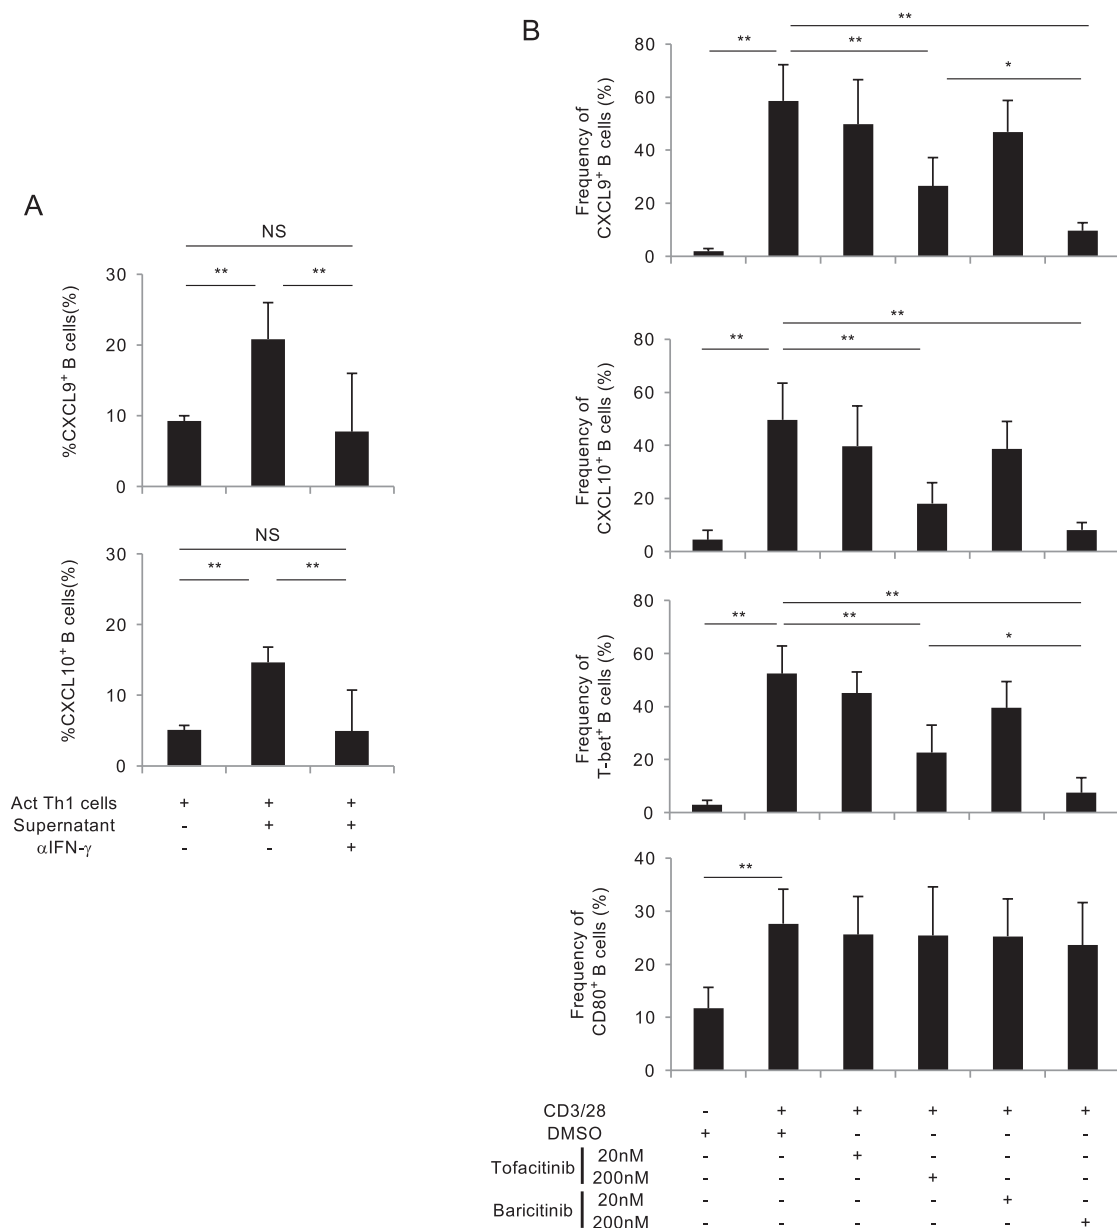 A
NS
** **
30
20
10
0
%CXCL9+ B cells(%)
NS
** **
30
20
10
0
%CXCL10+ B cells(%)
Act Th1 cells + + +
Supernatant - + +
αIFN-γ - - +
B
**
** **
*
80
60
40
20
0
Frequency of
CXCL9+ B cells (%)
**
** **
80
60
40
20
0
Frequency of
CXCL10+ B cells (%)
**
** **
*
80
60
40
20
0
Frequency of
T-bet+ B cells (%)
**
40
30
20
10
0
Frequency of
CD80+ B cells (%)
CD3/28 - + + + + +
DMSO + + - - - -
Tofacitinib
20nM - - + - - -
200nM - - - + - -
Baricitinib
20nM - - - - + -
200nM - - - - - +